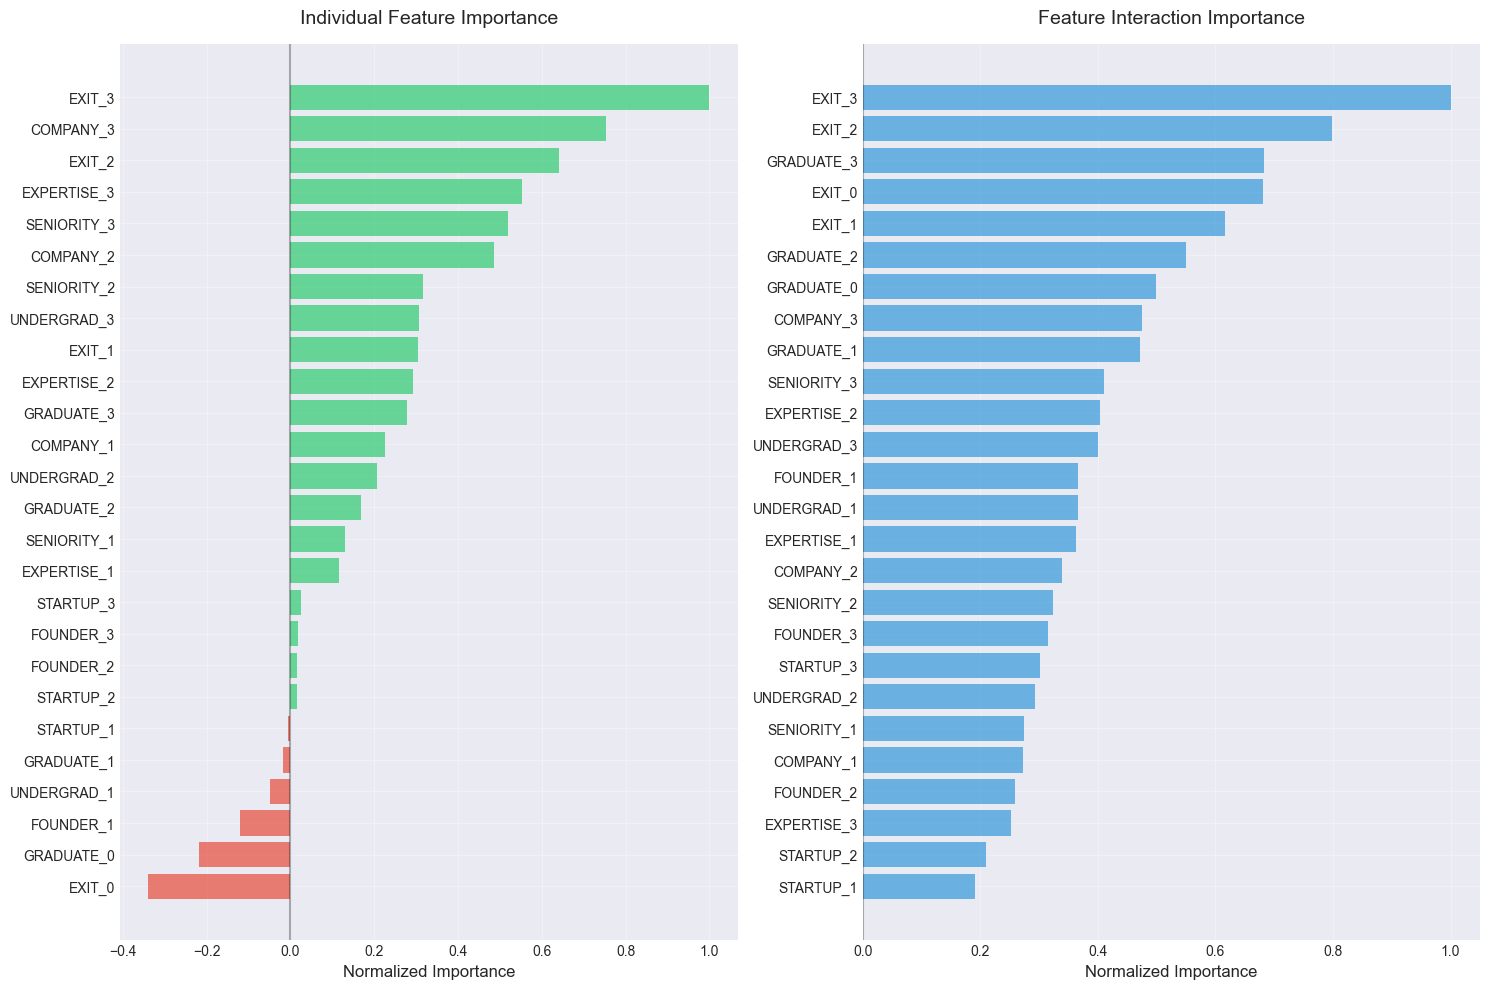 Individual Feature Importance
EXIT_3
COMPANY_3
EXIT_2
EXPERTISE_3
SENIORITY_3
COMPANY_2
SENIORITY_2
UNDERGRAD_3
EXIT_1
EXPERTISE_2
GRADUATE_3
COMPANY_1
UNDERGRAD_2
GRADUATE_2
SENIORITY_1
EXPERTISE_1
STARTUP_3
FOUNDER_3
FOUNDER_2
STARTUP_2
STARTUP_1
GRADUATE_1
UNDERGRAD_1
FOUNDER_1
GRADUATE_0
EXIT_0
−0.4 −0.2 0.0 0.2 0.4 0.6 0.8 1.0
Normalized Importance
Feature Interaction Importance
EXIT_3
EXIT_2
GRADUATE_3
EXIT_0
EXIT_1
GRADUATE_2
GRADUATE_0
COMPANY_3
GRADUATE_1
SENIORITY_3
EXPERTISE_2
UNDERGRAD_3
FOUNDER_1
UNDERGRAD_1
EXPERTISE_1
COMPANY_2
SENIORITY_2
FOUNDER_3
STARTUP_3
UNDERGRAD_2
SENIORITY_1
COMPANY_1
FOUNDER_2
EXPERTISE_3
STARTUP_2
STARTUP_1
0.0 0.2 0.4 0.6 0.8 1.0
Normalized Importance